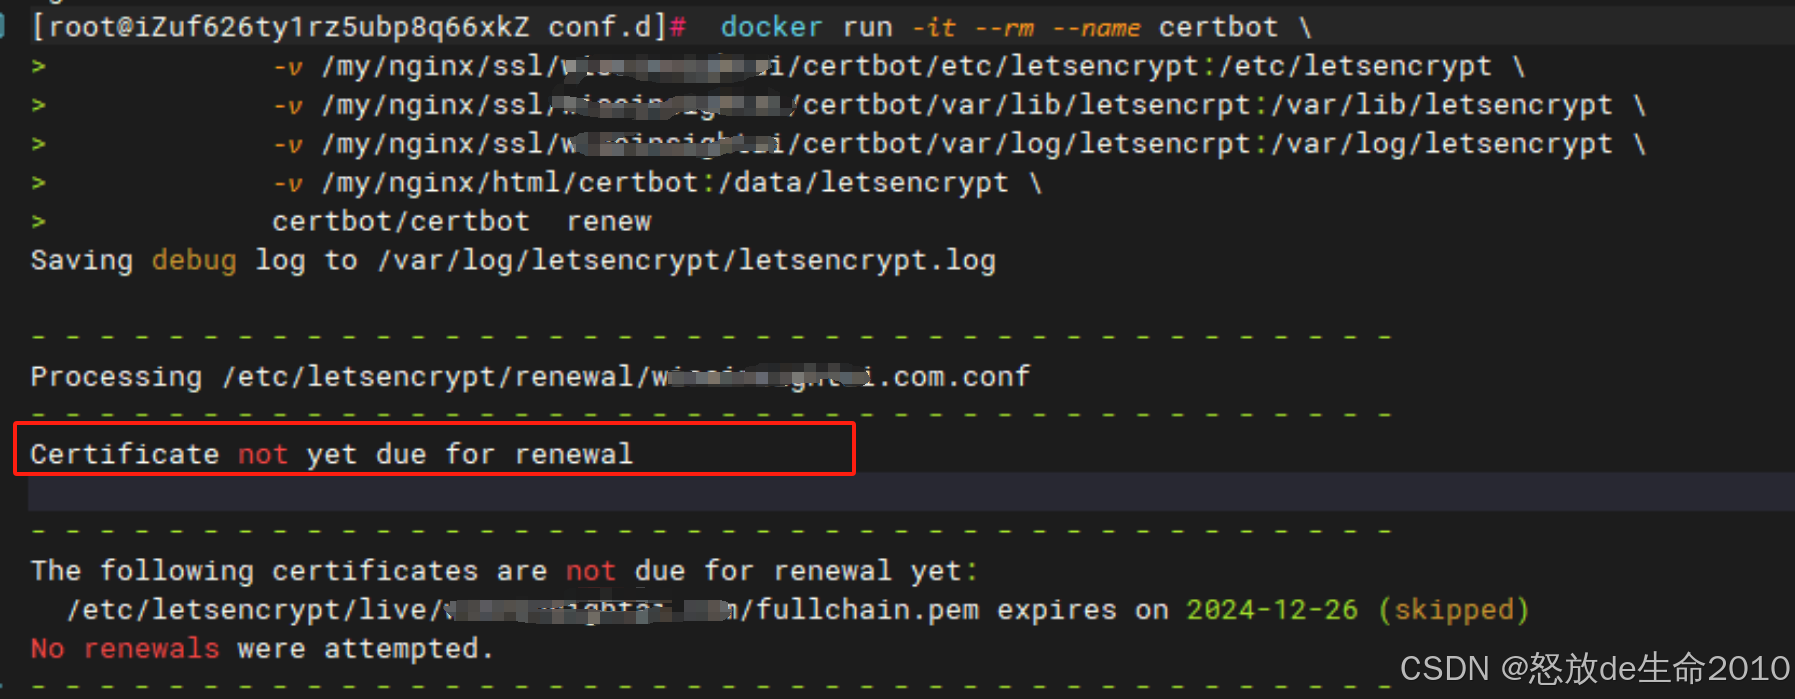 [root@iZuf626ty1rz5ubp8q66xkZ conf.d]# docker run -it --rm --name certbot \
> -v /my/nginx/ssl/ i/certbot/etc/letsencrypt:/etc/letsencrypt \
> -v /my/nginx/ssl/ /certbot/var/lib/letsencrpt:/var/lib/letsencrypt \
> -v /my/nginx/ssl/ i/certbot/var/log/letsencrpt:/var/log/letsencrypt \
> -v /my/nginx/html/certbot:/data/letsencrypt \
> certbot/certbot renew
Saving debug log to /var/log/letsencrypt/letsencrypt.log
- - - - - - - - - - - - - - - - - - - - - - - - - - - - - - - - - - - - - - - -
Processing /etc/letsencrypt/renewal/ .com.conf
- - - - - - - - - - - - - - - - - - - - - - - - - - - - - - - - - - - - - - - -
Certificate not yet due for renewal
- - - - - - - - - - - - - - - - - - - - - - - - - - - - - - - - - - - - - - - -
The following certificates are not due for renewal yet:
/etc/letsencrypt/live/ /fullchain.pem expires on 2024-12-26 (skipped)
No renewals were attempted.
- - - - - - - - - - - - - - - - - - - - - - - - - - - - - - - - - - - - - - - -
CSDN @怒放de生命2010